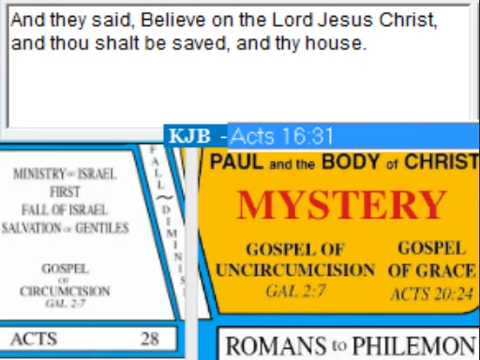 And they said, Believe on the Lord Jesus Christ,
and thou shalt be saved, and thy house.
KJB - Acts 16:31
MINISTRY OF ISRAEL
FIRST
FALL OF ISRAEL
SALVATION OF GENTILES
GOSPEL
OF
CIRCUMCISION
GAL 2-7
ACTS 28
FALL ~ DIMINIS
PAUL and the BODY of CHRIST
MYSTERY
GOSPEL OF
UNCIRCUMCISION
GAL 2:7
GOSPEL
OF GRACE
ACTS 20:24
ROMANS to PHILEMON